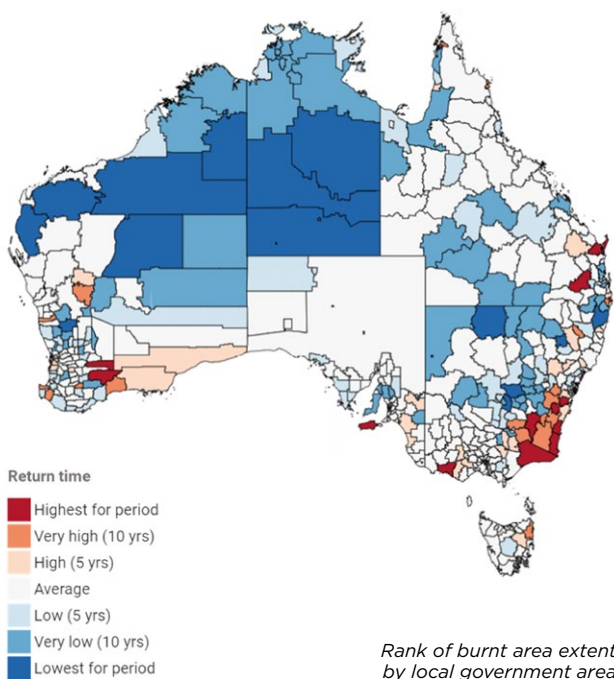 Return time
Highest for period
Very high (10 yrs)
High (5 yrs)
Average
Low (5 yrs)
Very low (10 yrs)
Lowest for period
Rank of burnt area extent
by local government area